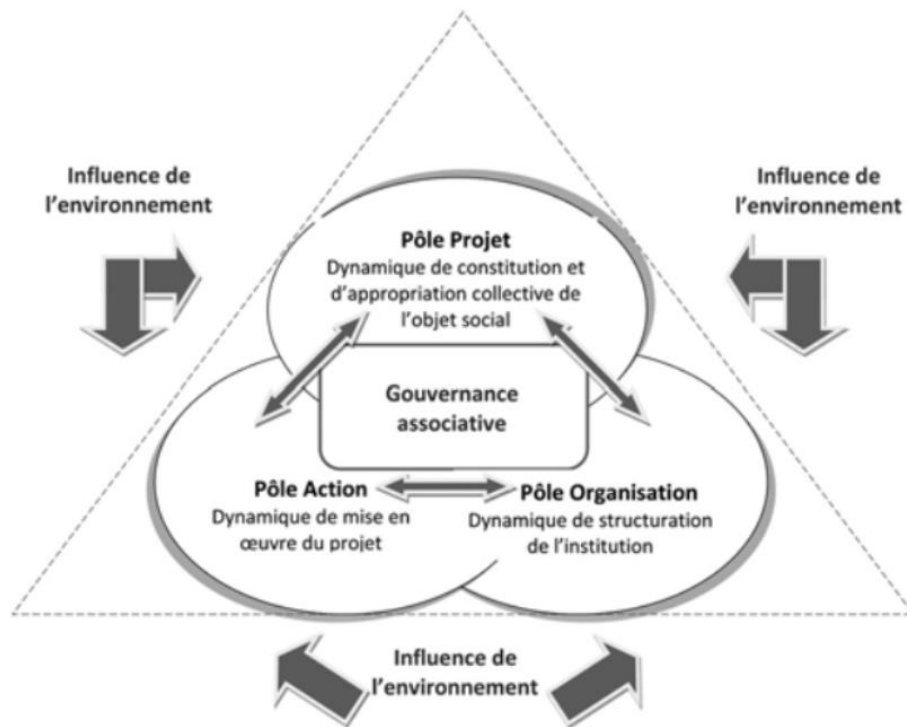 Influence de
l'environnement
Influence de
l'environnement
Pôle Projet
Dynamique de constitution et
d'appropriation collective de
l'objet social
Gouvernance
associative
Pôle Action
Dynamique de mise en
œuvre du projet
Pôle Organisation
Dynamique de structuration
de l'institution
Influence de
l'environnement